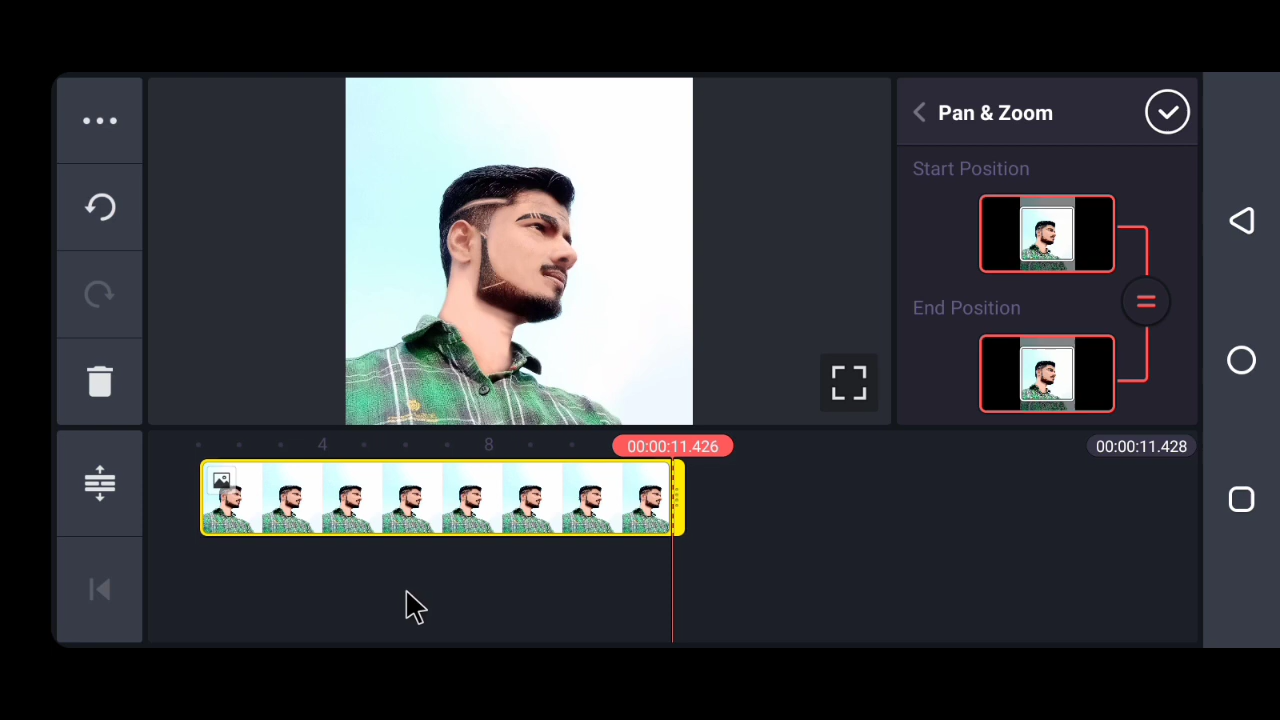 Pan & Zoom
Start Position
End Position
4
8
00:00:11.426
00:00:11.428